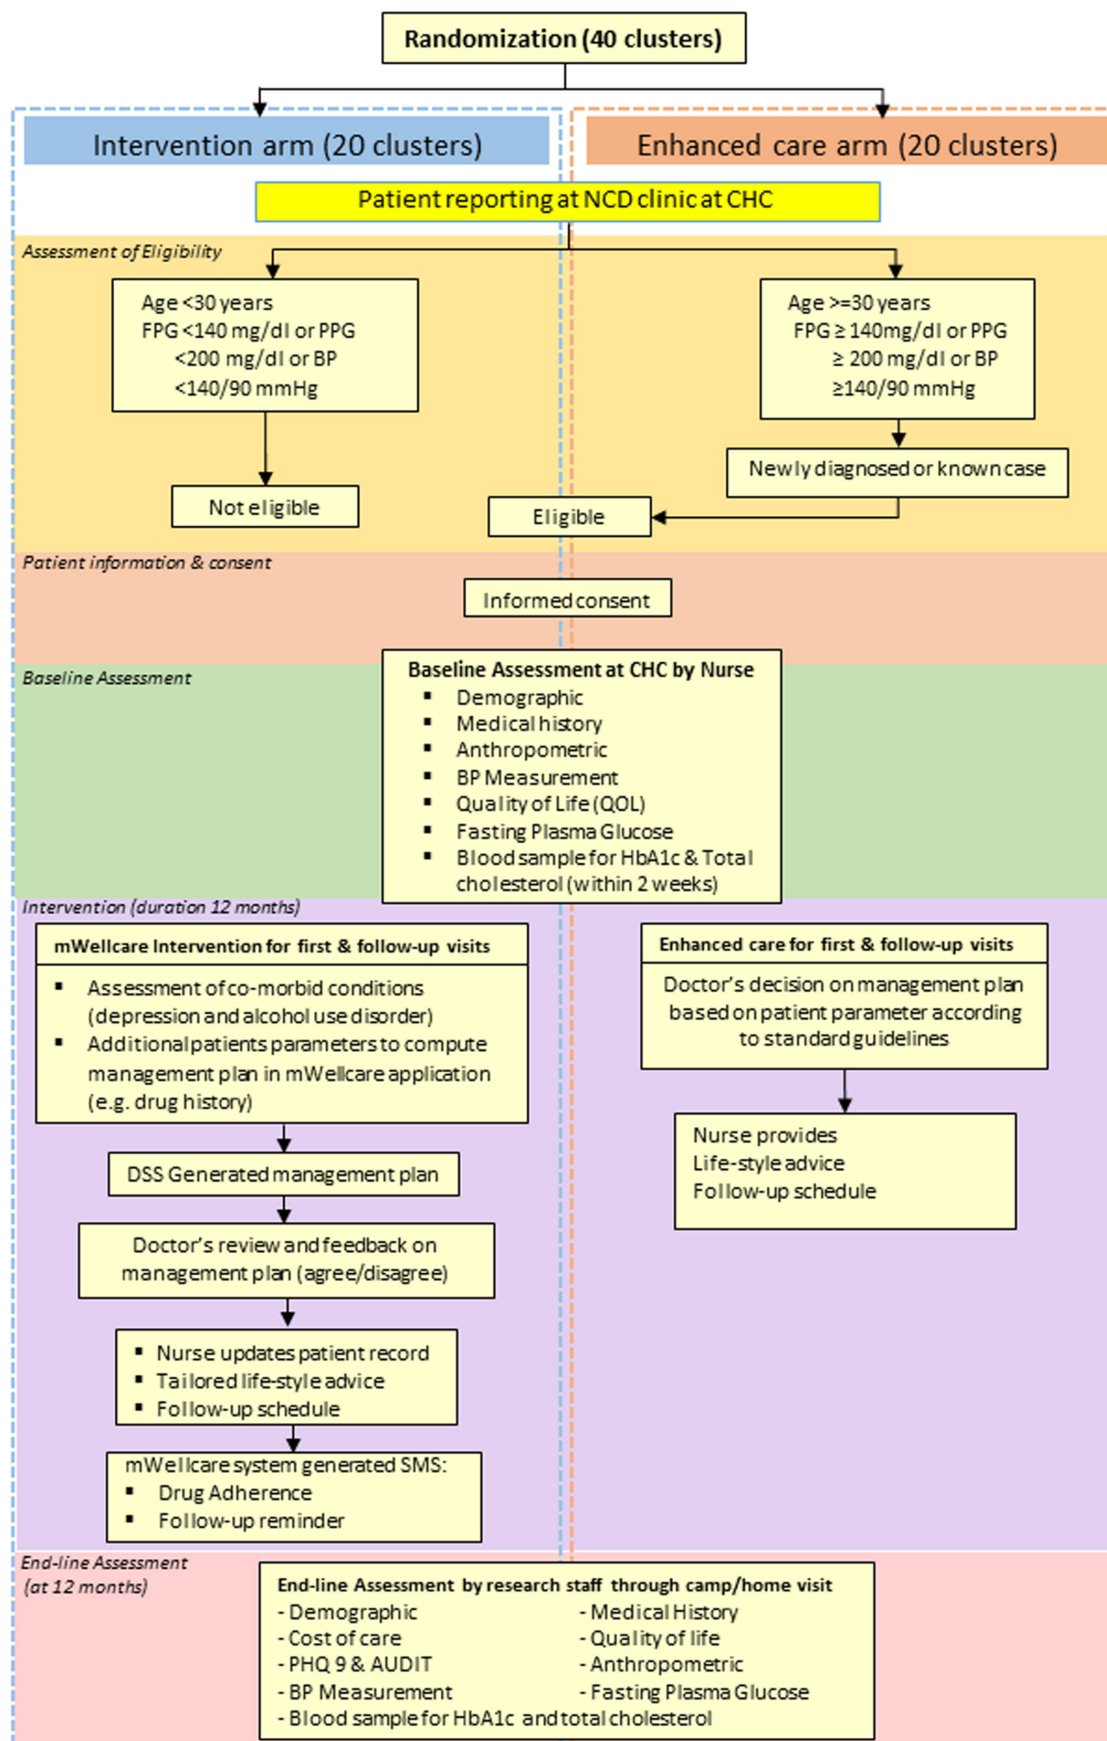 Randomization (40 clusters)
Intervention arm (20 clusters)
Enhanced care arm (20 clusters)
Patient reporting at NCD clinic at CHC
Assessment of Eligibility
Age <30 years
FPG <140 mg/dl or PPG
<200 mg/dl or BP
<140/90 mmHg
Age >=30 years
FPG ≥ 140mg/dl or PPG
≥ 200 mg/dl or BP
≥140/90 mmHg
Newly diagnosed or known case
Not eligible
Eligible
Patient information & consent
Informed consent
Baseline Assessment
Baseline Assessment at CHC by Nurse
▪ Demographic
▪ Medical history
▪ Anthropometric
▪ BP Measurement
▪ Quality of Life (QOL)
▪ Fasting Plasma Glucose
▪ Blood sample for HbA1c & Total
cholesterol (within 2 weeks)
Intervention (duration 12 months)
mWellcare Intervention for first & follow-up visits
▪ Assessment of co-morbid conditions
(depression and alcohol use disorder)
▪ Additional patients parameters to compute
management plan in mWellcare application
(e.g. drug history)
DSS Generated management plan
Doctor's review and feedback on
management plan (agree/disagree)
▪ Nurse updates patient record
▪ Tailored life-style advice
▪ Follow-up schedule
mWellcare system generated SMS:
▪ Drug Adherence
▪ Follow-up reminder
Enhanced care for first & follow-up visits
Doctor's decision on management plan
based on patient parameter according
to standard guidelines
Nurse provides
Life-style advice
Follow-up schedule
End-line Assessment
(at 12 months)
End-line Assessment by research staff through camp/home visit
- Demographic - Medical History
- Cost of care - Quality of life
- PHQ 9 & AUDIT - Anthropometric
- BP Measurement - Fasting Plasma Glucose
- Blood sample for HbA1c and total cholesterol